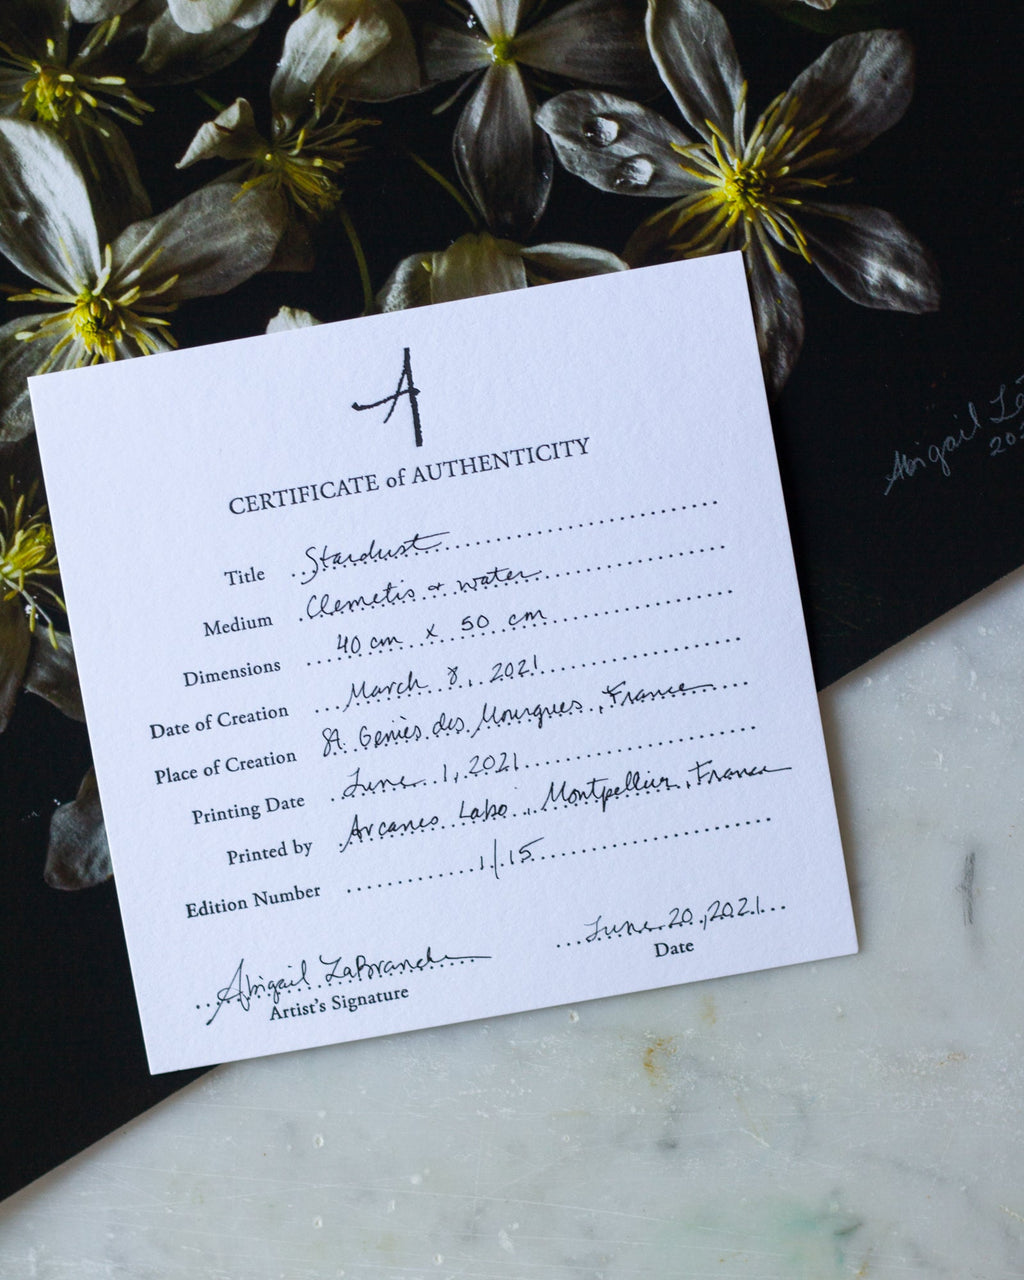 A
CERTIFICATE of AUTHENTICITY
Title Stardust
Medium Clemetis & water
Dimensions 40 cm x 50 cm
Date of Creation March 8, 2021
Place of Creation St Geniès des Mourgues, France
Printing Date June 1, 2021
Printed by Arcanes Labo, Montpellier, France
Edition Number 1/15
Abigail LaBranche June 20, 2021
Artist's Signature Date
Abigail